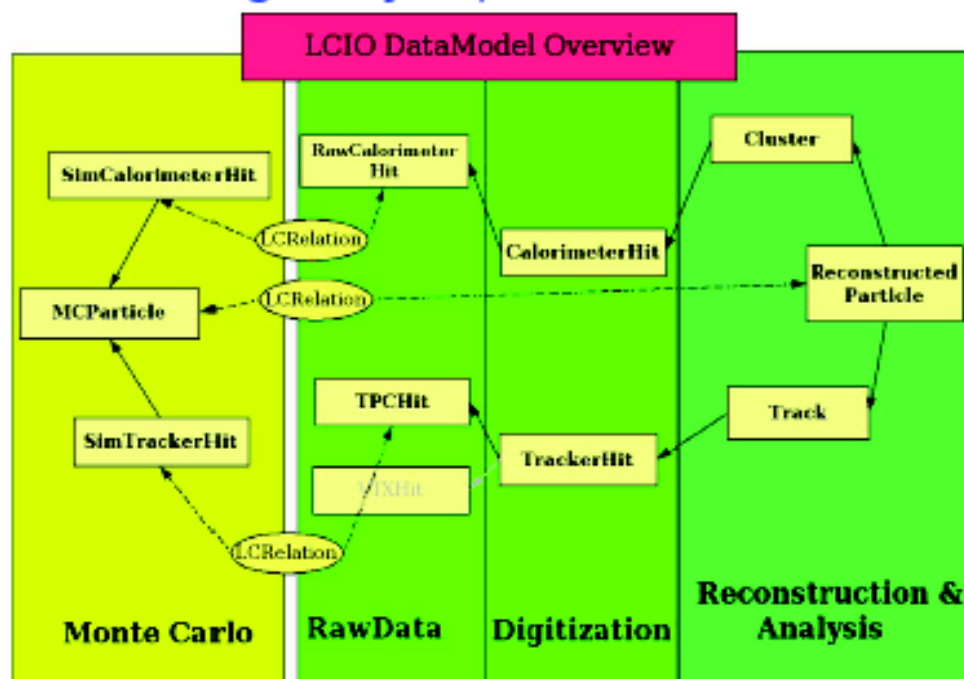 LCIO DataModel Overview
SimCalorimeterHit
RawCalorimeter
Hit
Cluster
LCRelation
CalorimeterHit
MCParticle
LCRelation
Reconstructed
Particle
TPCHit
Track
SimTrackerHit
VTXHit
TrackerHit
LCRelation
Monte Carlo
RawData
Digitization
Reconstruction &
Analysis